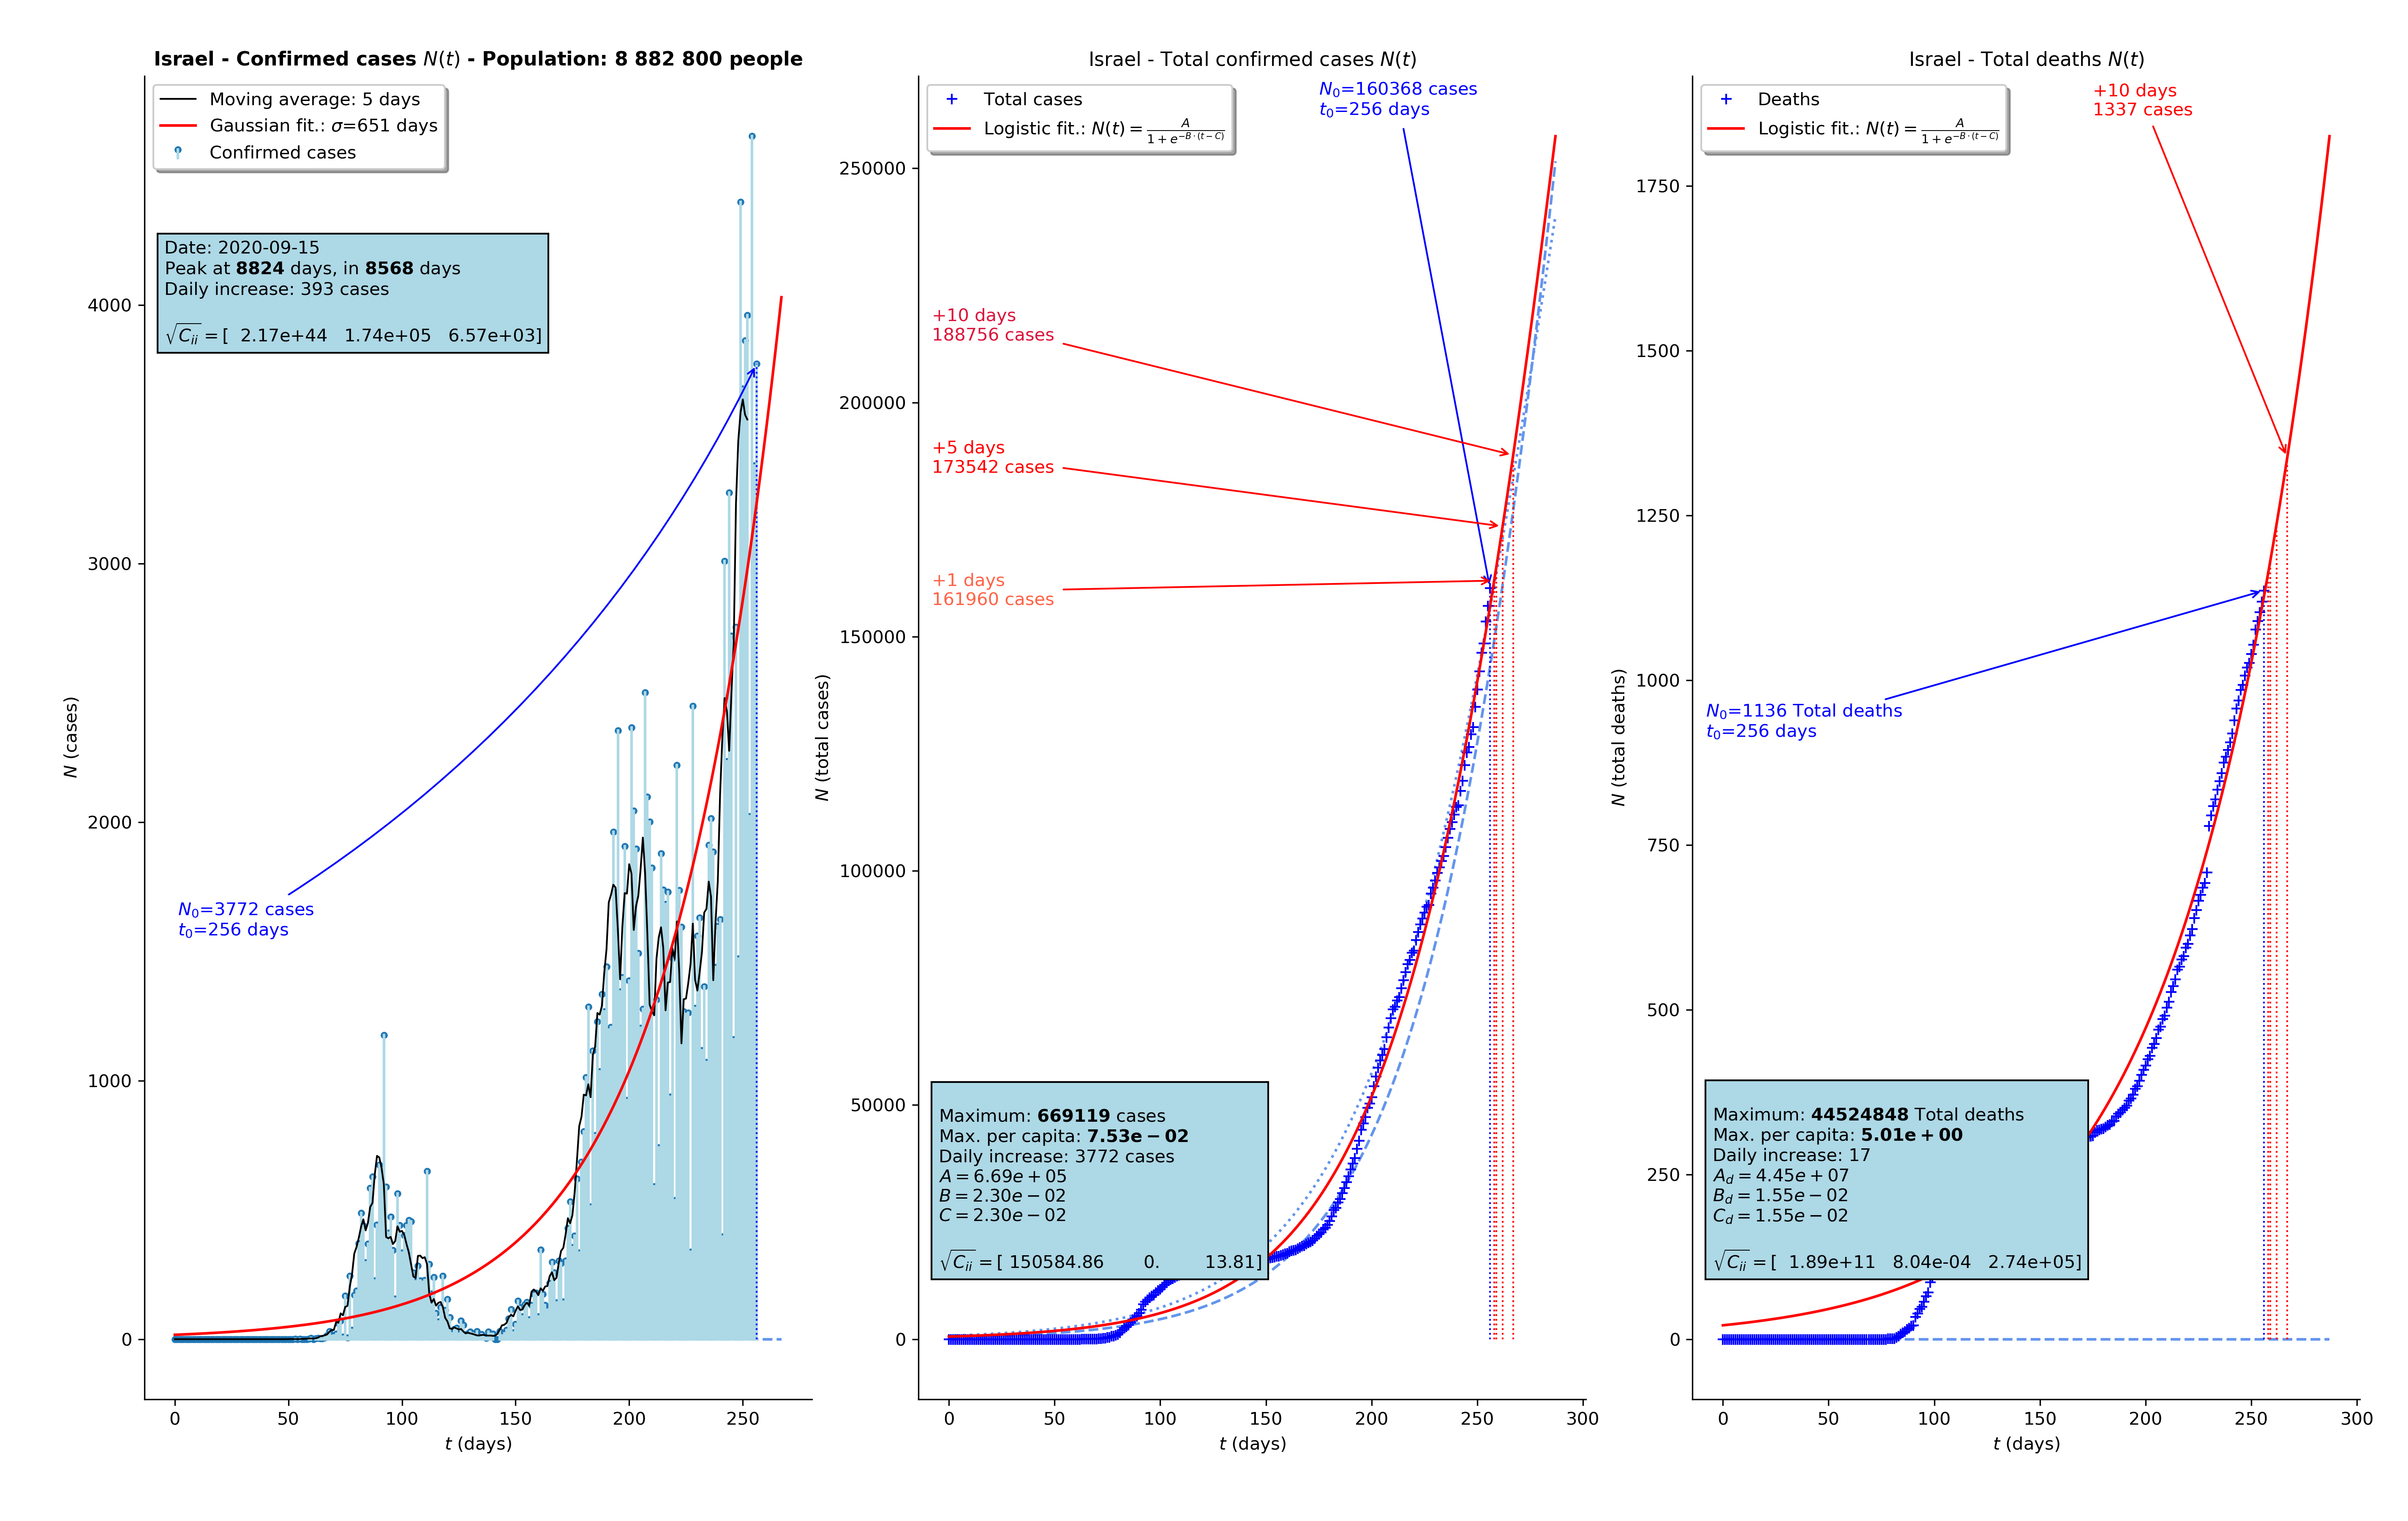 Israel - Confirmed cases N(t) - Population: 8 882 800 people
Moving average: 5 days
Gaussian fit.: σ=651 days
Confirmed cases
Date: 2020-09-15
Peak at 8824 days, in 8568 days
Daily increase: 393 cases
√C_ii = [ 2.17e+44 1.74e+05 6.57e+03]
N₀=3772 cases
t₀=256 days
N (cases)
4000
3000
2000
1000
0
0 50 100 150 200 250
t (days)
Israel - Total confirmed cases N(t)
Total cases
Logistic fit.: N(t) = A / (1 + e^(−B·(t−C)))
N₀=160368 cases
t₀=256 days
+10 days
188756 cases
+5 days
173542 cases
+1 days
161960 cases
Maximum: 669119 cases
Max. per capita: 7.53e − 02
Daily increase: 3772 cases
A = 6.69e + 05
B = 2.30e − 02
C = 2.30e − 02
√C_ii = [ 150584.86 0. 13.81]
N (total cases)
250000
200000
150000
100000
50000
0
0 50 100 150 200 250 300
t (days)
Israel - Total deaths N(t)
Deaths
Logistic fit.: N(t) = A / (1 + e^(−B·(t−C)))
+10 days
1337 cases
N₀=1136 Total deaths
t₀=256 days
Maximum: 44524848 Total deaths
Max. per capita: 5.01e + 00
Daily increase: 17
A_d = 4.45e + 07
B_d = 1.55e − 02
C_d = 1.55e − 02
√C_ii = [ 1.89e+11 8.04e-04 2.74e+05]
N (total deaths)
1750
1500
1250
1000
750
500
250
0
0 50 100 150 200 250 300
t (days)